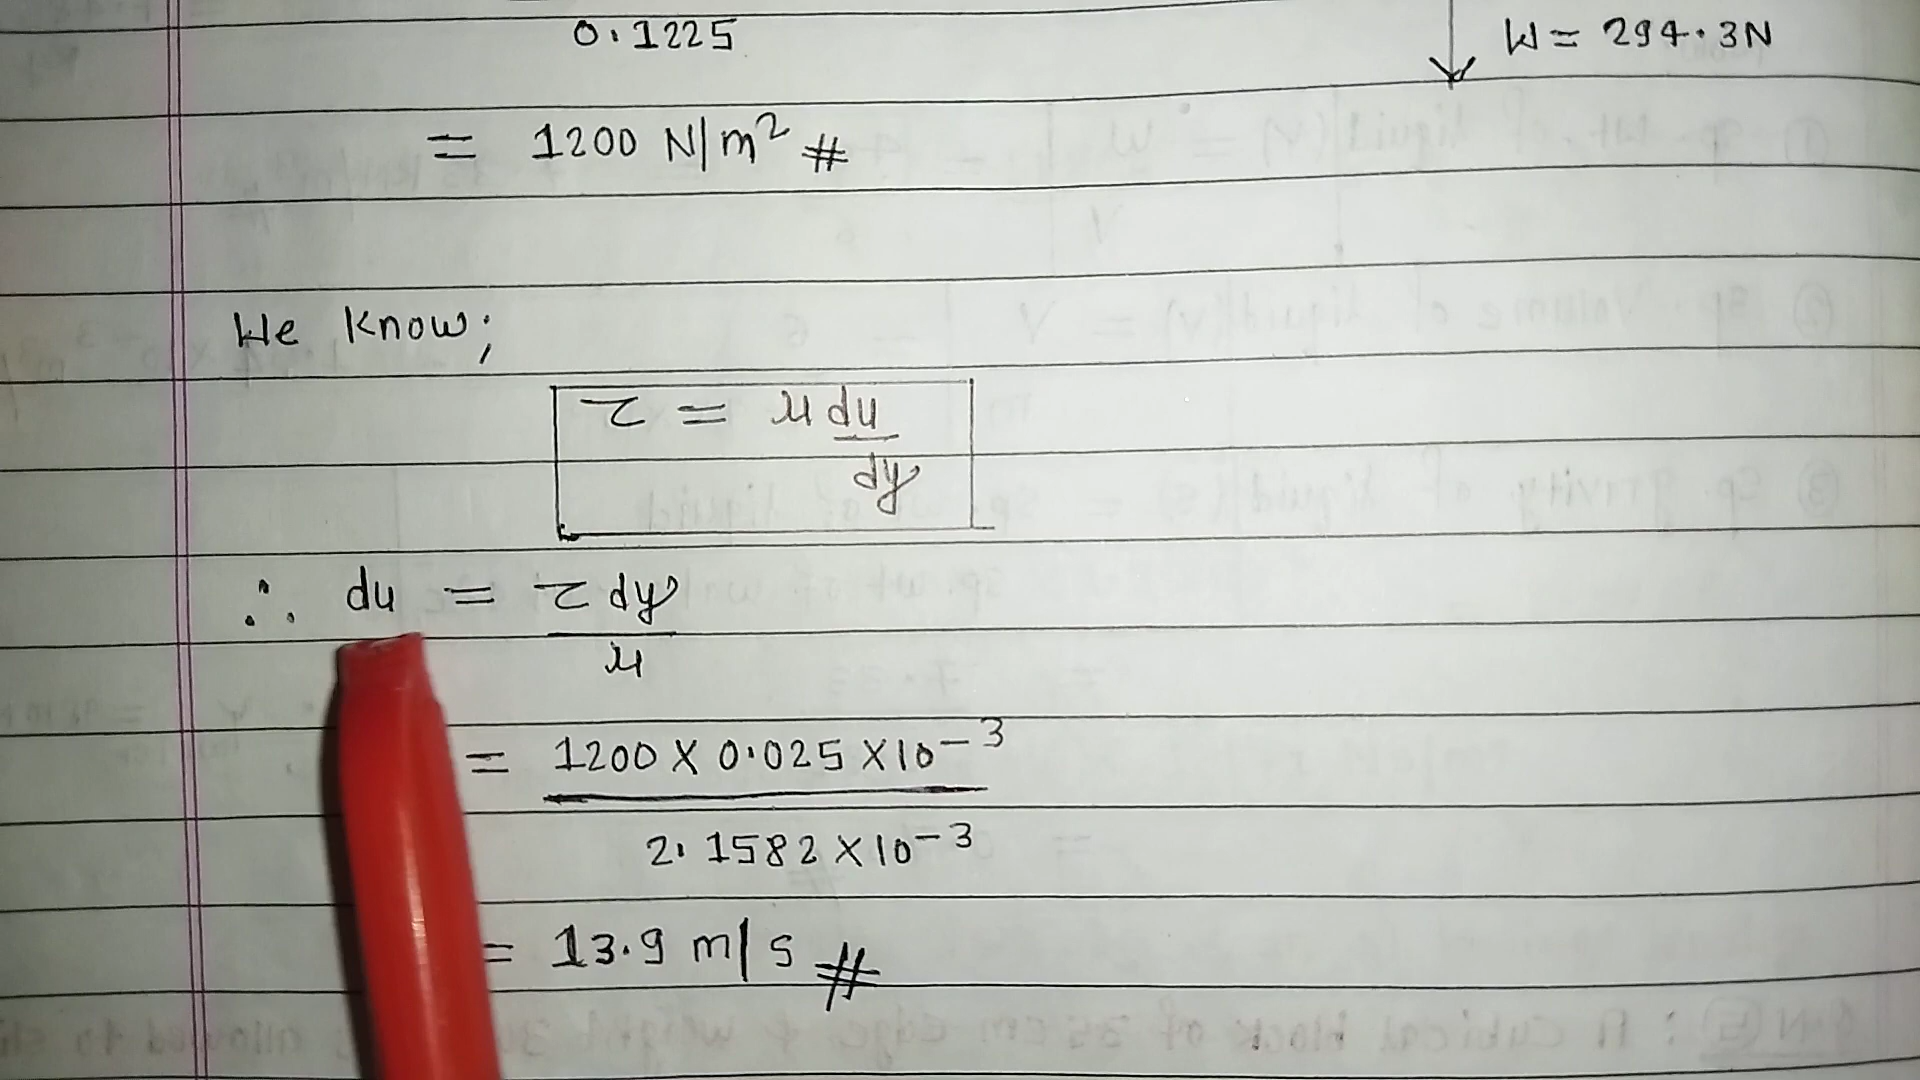 0.1225
W = 294.3N
= 1200 N/m² #
We know;
τ = μ du
dy
∴ du = τ dy
μ
= 1200 × 0.025 × 10⁻³
2.1582 × 10⁻³
= 13.9 m/s #